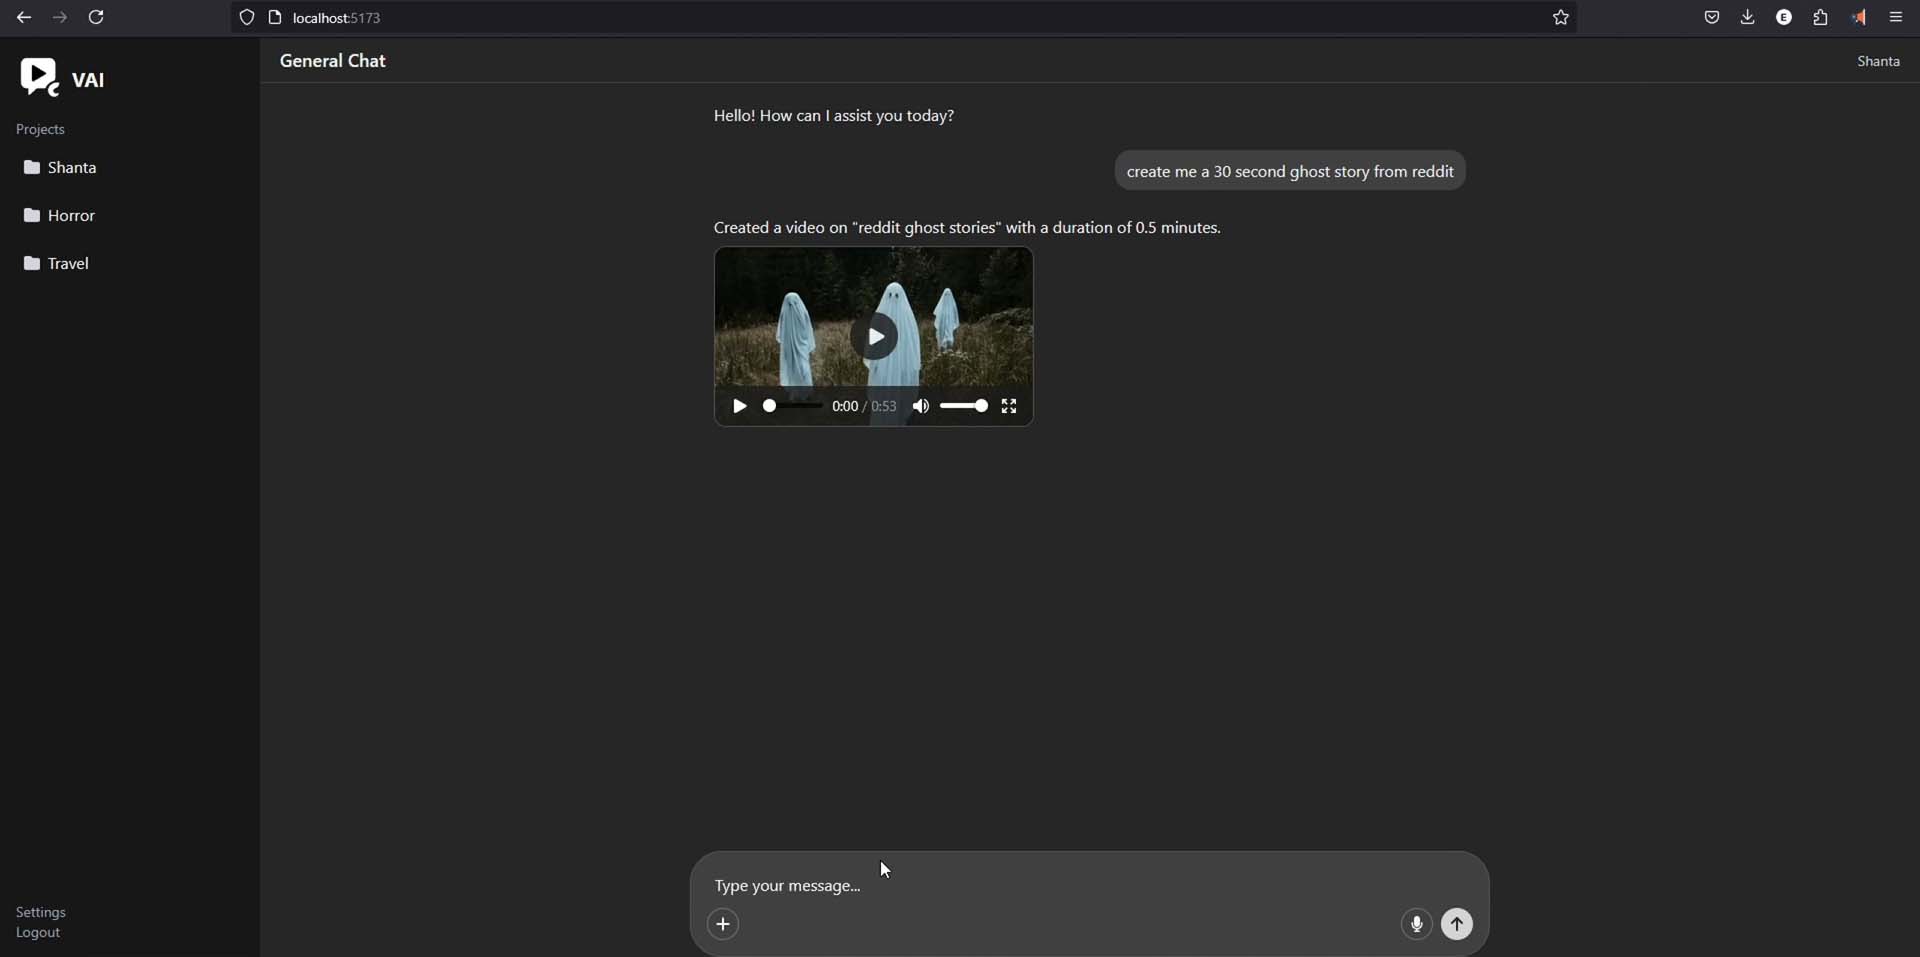 localhost:5173
E
VAI
Projects
Shanta
Horror
Travel
Settings
Logout
General Chat
Shanta
Hello! How can I assist you today?
create me a 30 second ghost story from reddit
Created a video on "reddit ghost stories" with a duration of 0.5 minutes.
0:00 / 0:53
Type your message...